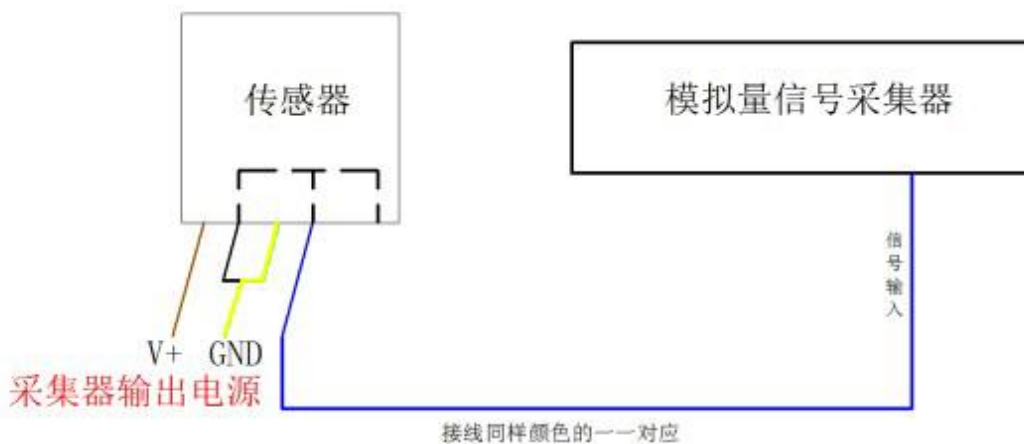 传感器
模拟量信号采集器
信号输入
V+ GND
采集器输出电源
接线同样颜色的一一对应